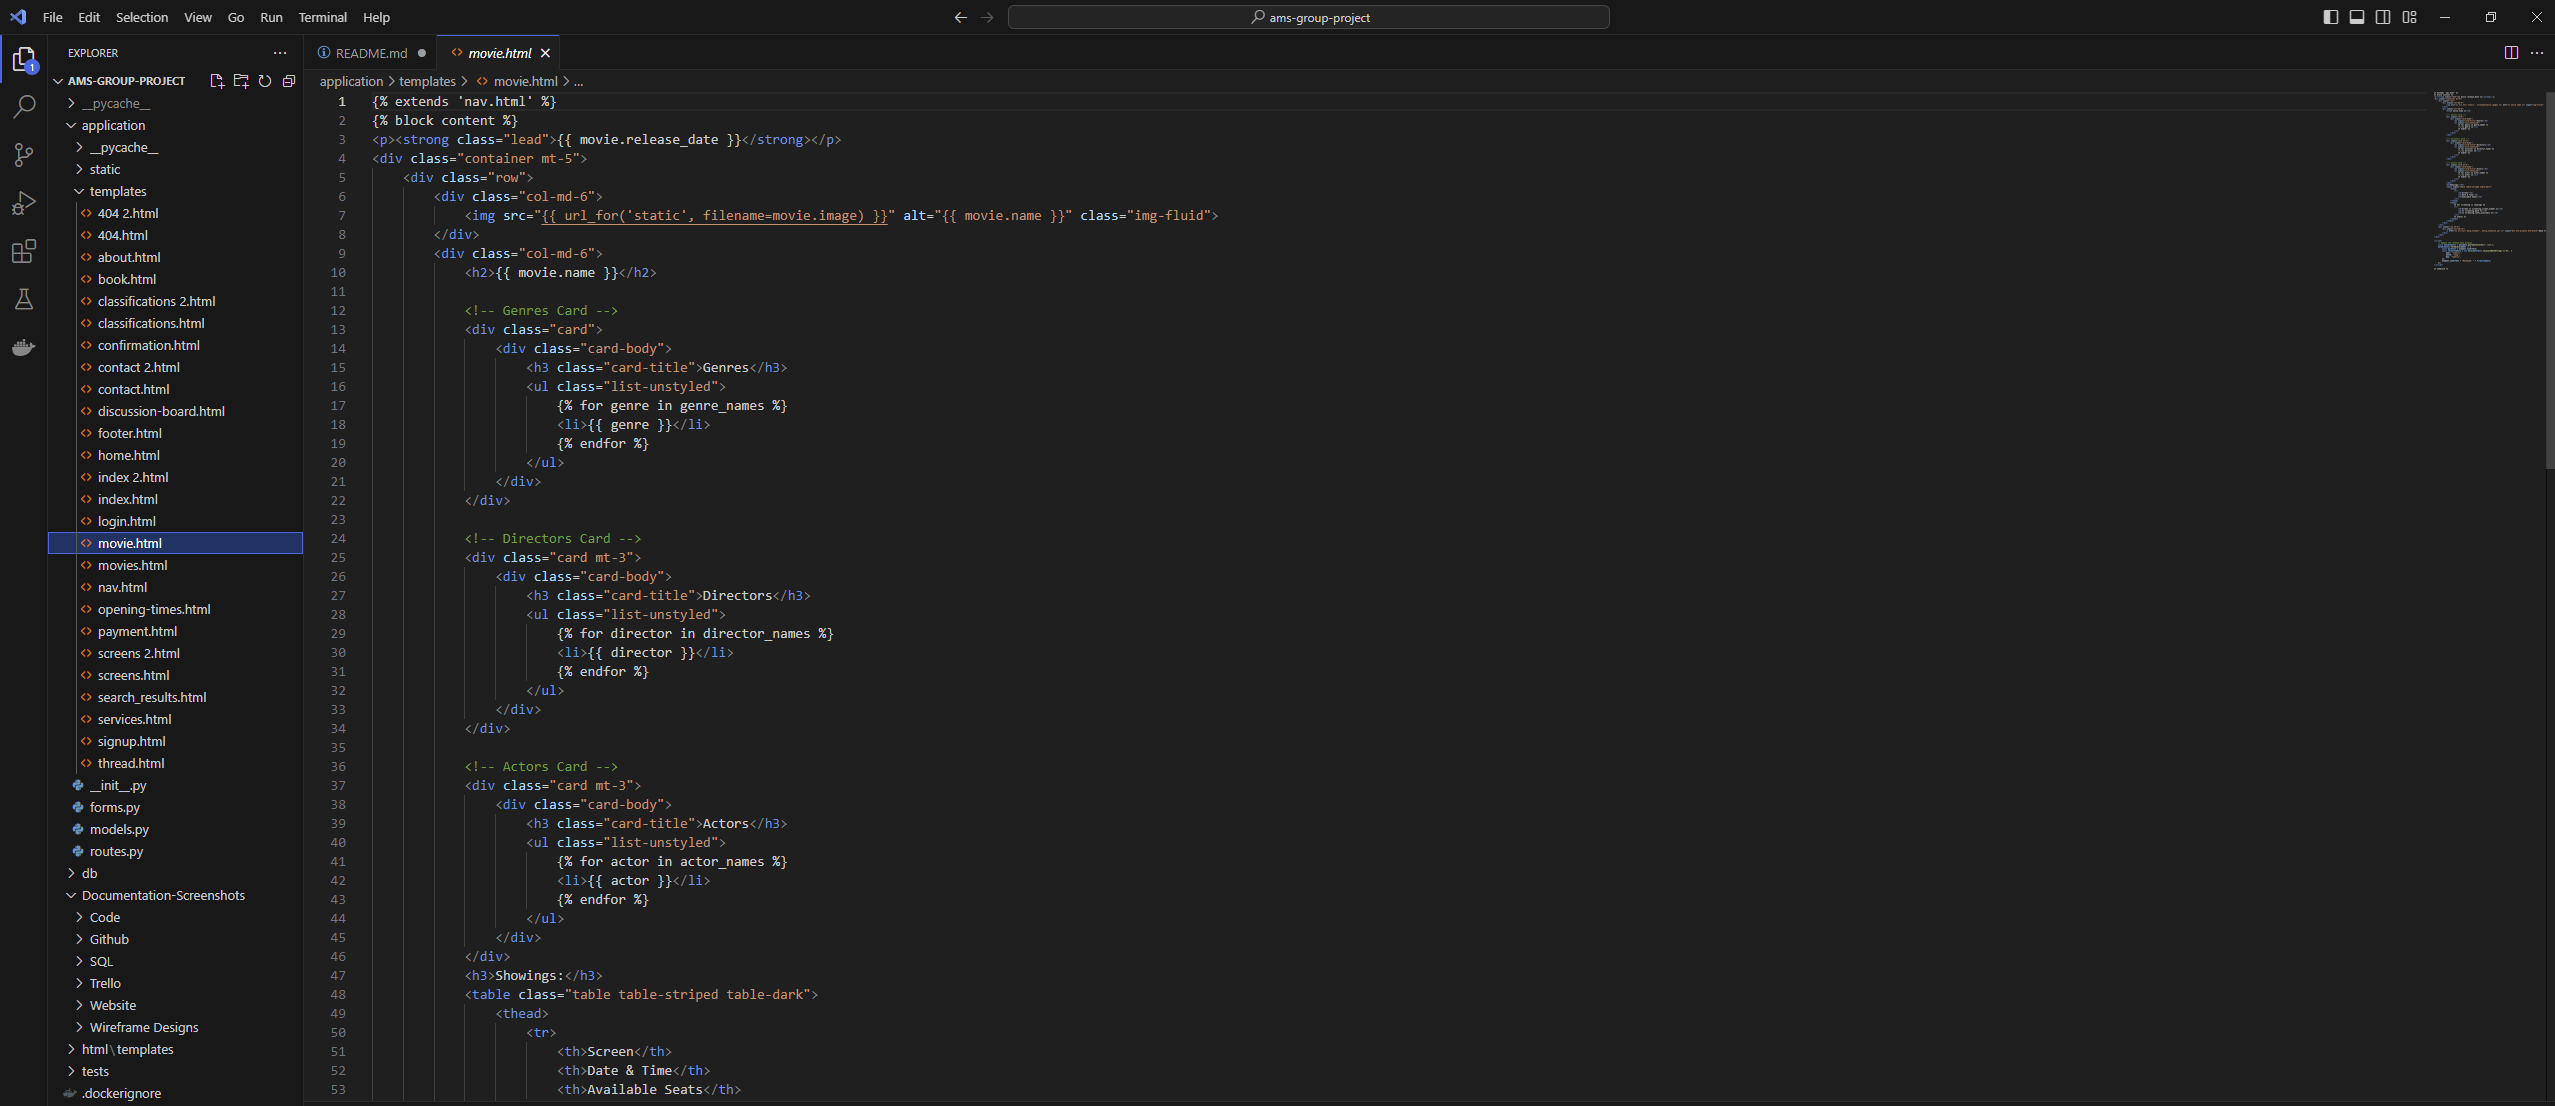 File Edit Selection View Go Run Terminal Help
ams-group-project
EXPLORER
AMS-GROUP-PROJECT
__pycache__
application
__pycache__
static
templates
404 2.html
404.html
about.html
book.html
classifications 2.html
classifications.html
confirmation.html
contact 2.html
contact.html
discussion-board.html
footer.html
home.html
index 2.html
index.html
login.html
movie.html
movies.html
nav.html
opening-times.html
payment.html
screens 2.html
screens.html
search_results.html
services.html
signup.html
thread.html
__init__.py
forms.py
models.py
routes.py
db
Documentation-Screenshots
Code
Github
SQL
Trello
Website
Wireframe Designs
html\templates
tests
.dockerignore
1
README.md
movie.html
application > templates > movie.html > ...
1 {% extends 'nav.html' %}
2 {% block content %}
3 <p><strong class="lead">{{ movie.release_date }}</strong></p>
4 <div class="container mt-5">
5 <div class="row">
6 <div class="col-md-6">
7 <img src="{{ url_for('static', filename=movie.image) }}" alt="{{ movie.name }}" class="img-fluid">
8 </div>
9 <div class="col-md-6">
10 <h2>{{ movie.name }}</h2>
11
12 <!-- Genres Card -->
13 <div class="card">
14 <div class="card-body">
15 <h3 class="card-title">Genres</h3>
16 <ul class="list-unstyled">
17 {% for genre in genre_names %}
18 <li>{{ genre }}</li>
19 {% endfor %}
20 </ul>
21 </div>
22 </div>
23
24 <!-- Directors Card -->
25 <div class="card mt-3">
26 <div class="card-body">
27 <h3 class="card-title">Directors</h3>
28 <ul class="list-unstyled">
29 {% for director in director_names %}
30 <li>{{ director }}</li>
31 {% endfor %}
32 </ul>
33 </div>
34 </div>
35
36 <!-- Actors Card -->
37 <div class="card mt-3">
38 <div class="card-body">
39 <h3 class="card-title">Actors</h3>
40 <ul class="list-unstyled">
41 {% for actor in actor_names %}
42 <li>{{ actor }}</li>
43 {% endfor %}
44 </ul>
45 </div>
46 </div>
47 <h3>Showings:</h3>
48 <table class="table table-striped table-dark">
49 <thead>
50 <tr>
51 <th>Screen</th>
52 <th>Date & Time</th>
53 <th>Available Seats</th>